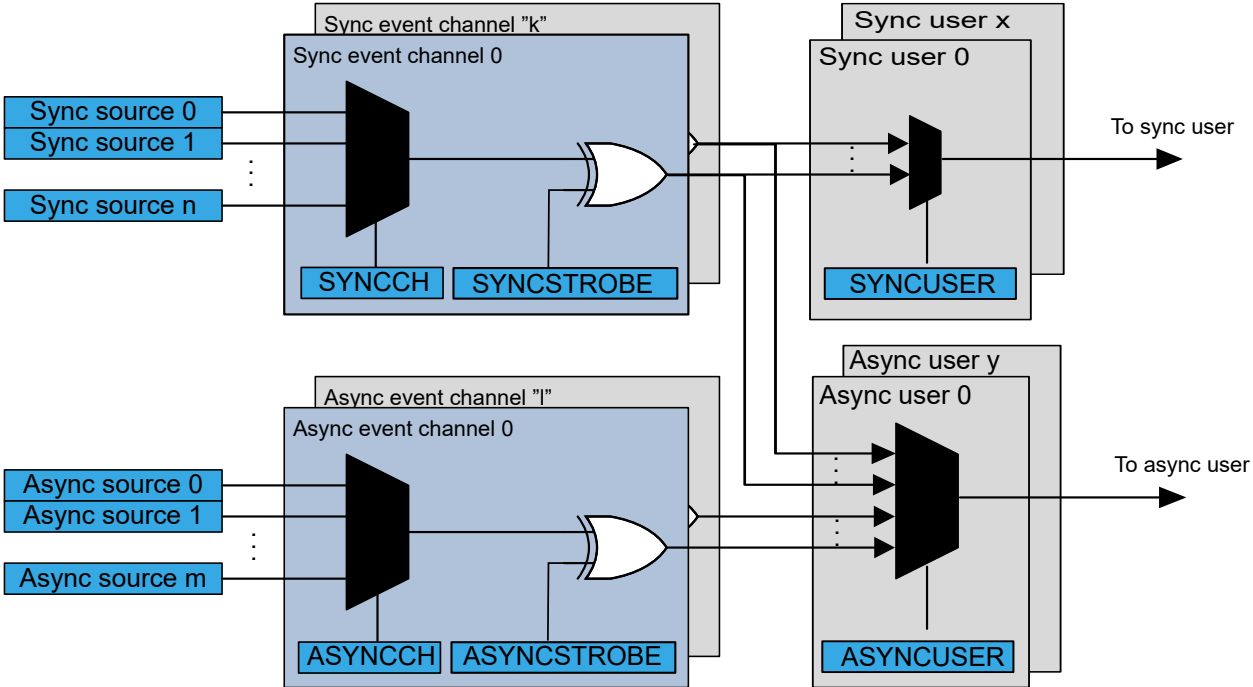 Sync event channel ”k”
Sync event channel 0
Sync source 0
Sync source 1
Sync source n
SYNCCH
SYNCSTROBE
Sync user x
Sync user 0
SYNCUSER
To sync user
Async event channel ”l”
Async event channel 0
Async source 0
Async source 1
Async source m
ASYNCCH
ASYNCSTROBE
Async user y
Async user 0
ASYNCUSER
To async user